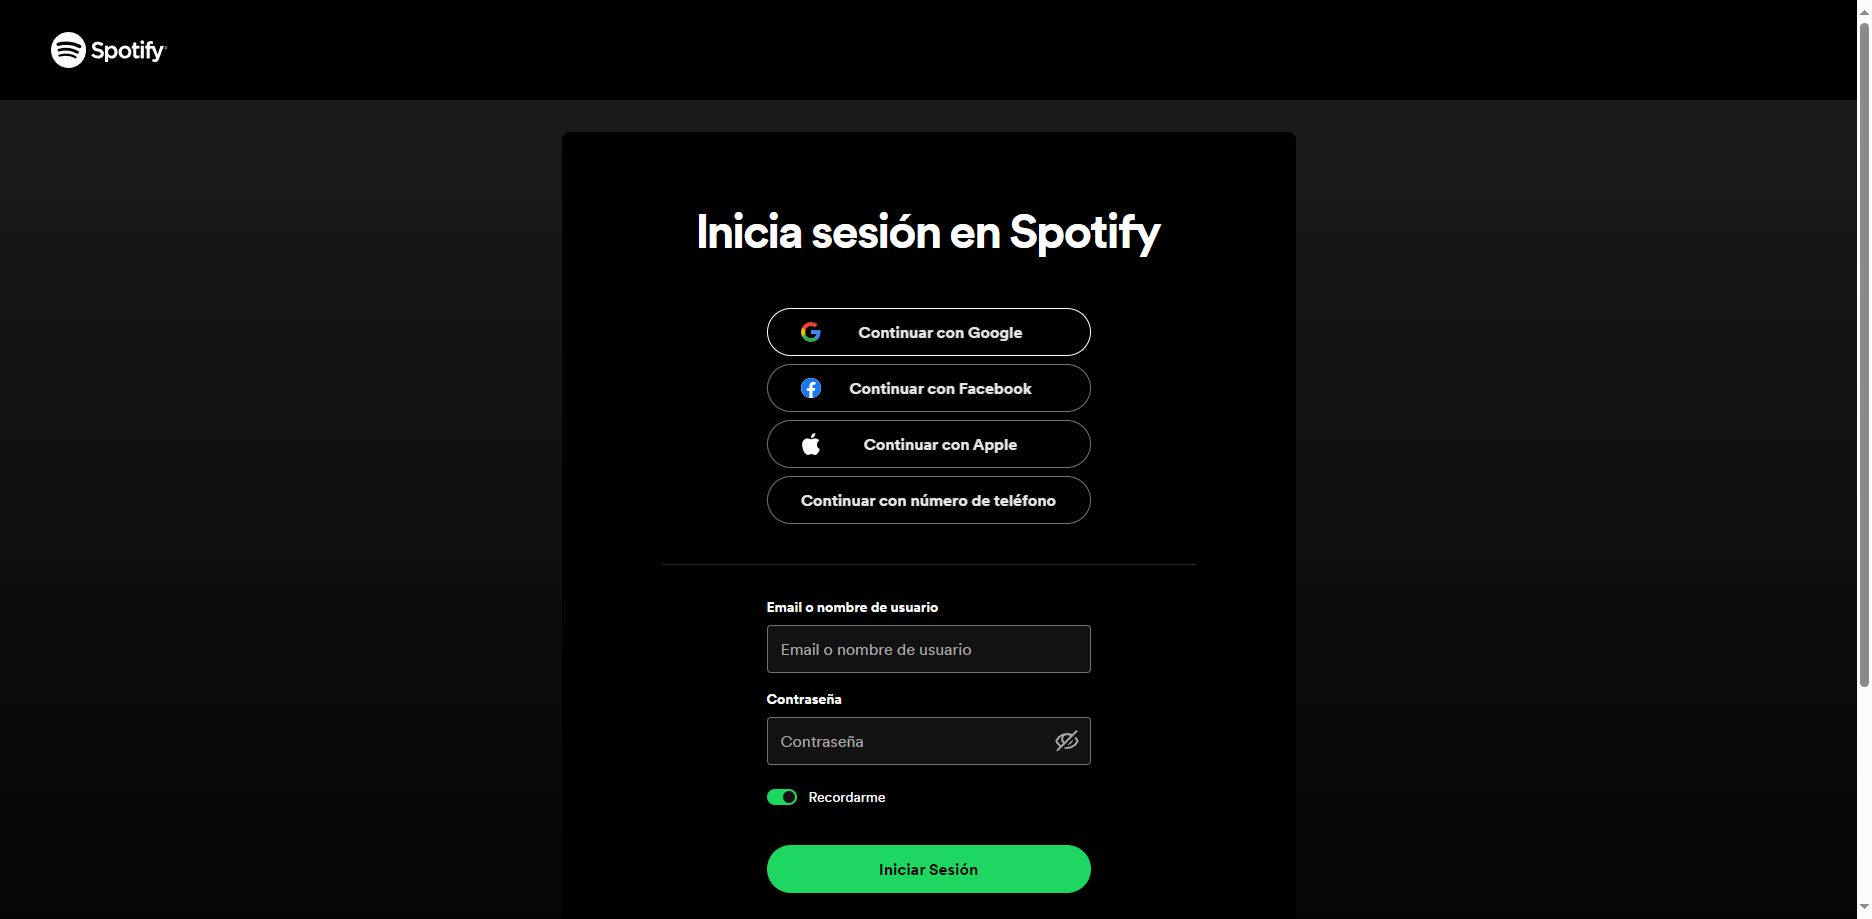 Spotify
Inicia sesión en Spotify
Continuar con Google
Continuar con Facebook
Continuar con Apple
Continuar con número de teléfono
Email o nombre de usuario
Email o nombre de usuario
Contraseña
Contraseña
Recordarme
Iniciar Sesión